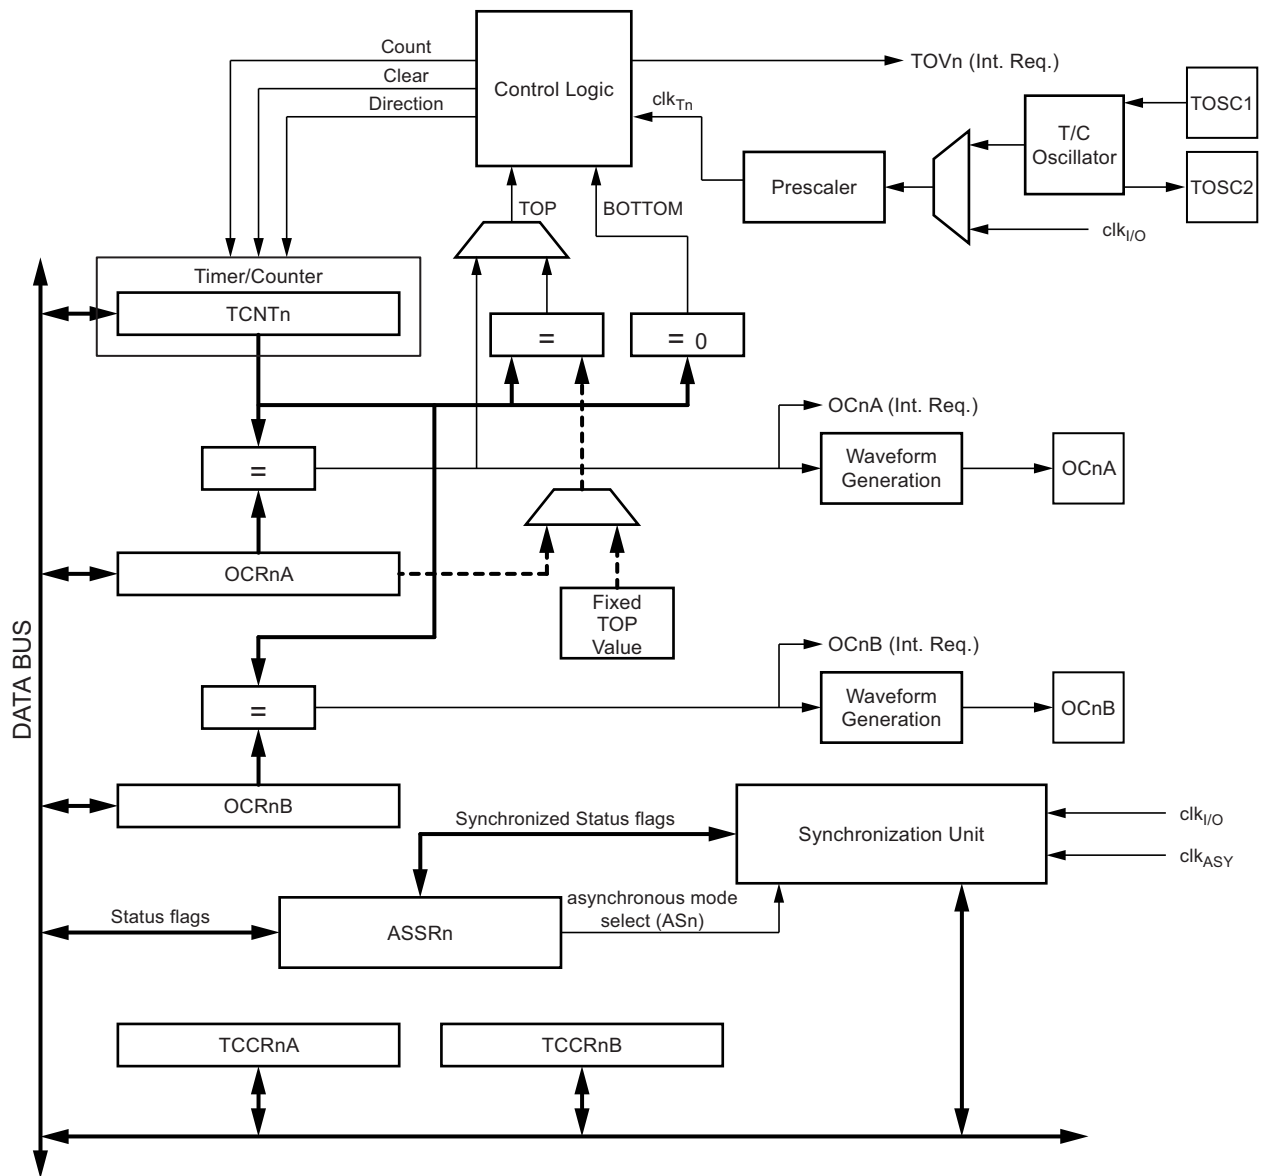 Count
Clear
Direction
Control Logic
TOVn (Int. Req.)
clkTn
TOSC1
T/C
Oscillator
Prescaler
TOSC2
TOP
BOTTOM
clkI/O
Timer/Counter
TCNTn
=
= 0
OCnA (Int. Req.)
=
Waveform
Generation
OCnA
OCRnA
Fixed
TOP
Value
DATA BUS
OCnB (Int. Req.)
=
Waveform
Generation
OCnB
OCRnB
Synchronized Status flags
Synchronization Unit
clkI/O
clkASY
Status flags
ASSRn
asynchronous mode
select (ASn)
TCCRnA
TCCRnB